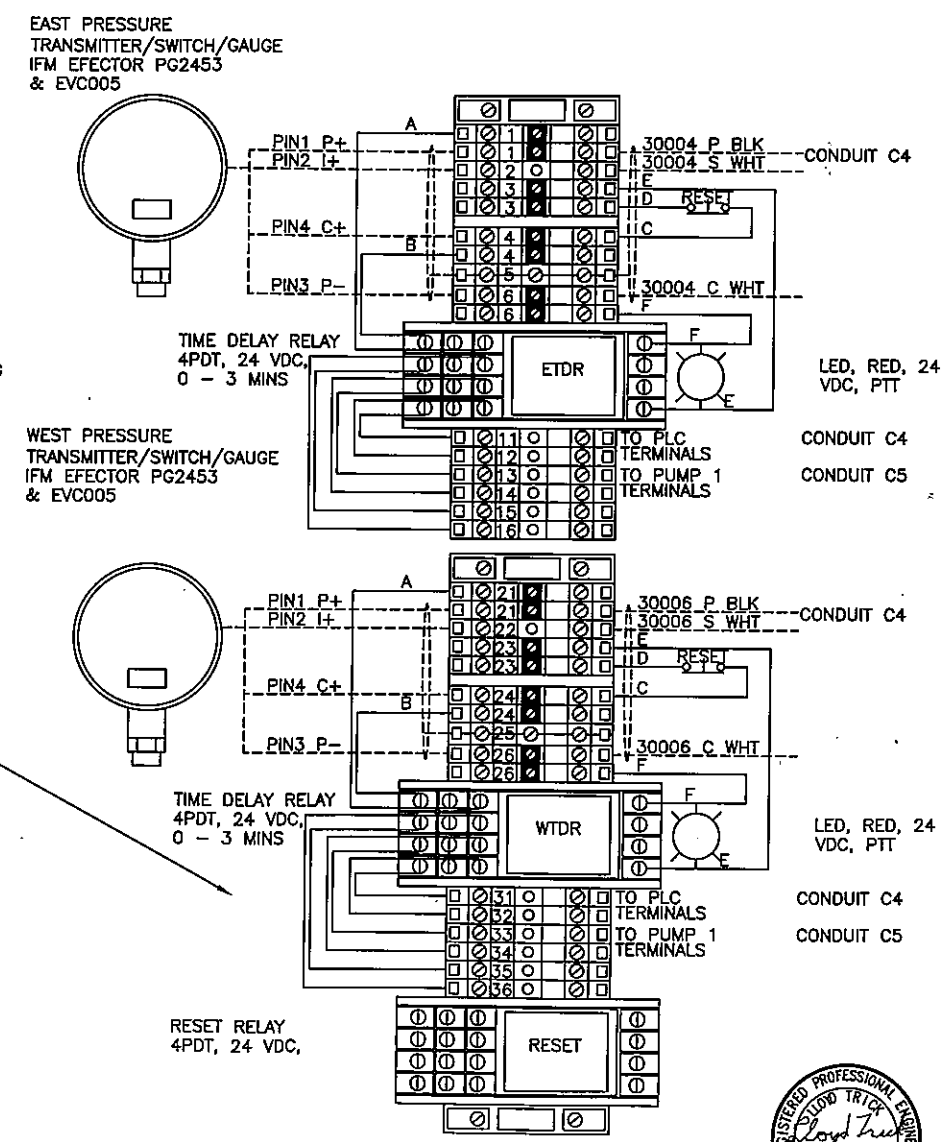 EAST PRESSURE
TRANSMITTER/SWITCH/GAUGE
IFM EFECTOR PG2453
& EVC005
A
PIN1 P+
PIN2 I+
PIN4 C+
B
PIN3 P-
1
1
2
3
3
4
4
5
6
6
30004 P BLK
30004 S WHT
CONDUIT C4
E
D
RESET
C
30004 C WHT
F
TIME DELAY RELAY
4PDT, 24 VDC,
0 - 3 MINS
ETDR
F
E
LED, RED, 24
VDC, PTT
11
12
13
14
15
16
TO PLC
TERMINALS
CONDUIT C4
TO PUMP 1
TERMINALS
CONDUIT C5
WEST PRESSURE
TRANSMITTER/SWITCH/GAUGE
IFM EFECTOR PG2453
& EVC005
A
PIN1 P+
PIN2 I+
PIN4 C+
B
PIN3 P-
21
21
22
23
23
24
24
25
26
26
30006 P BLK
30006 S WHT
CONDUIT C4
E
D
RESET
C
30006 C WHT
F
TIME DELAY RELAY
4PDT, 24 VDC,
0 - 3 MINS
WTDR
F
E
LED, RED, 24
VDC, PTT
31
32
33
34
35
36
TO PLC
TERMINALS
CONDUIT C4
TO PUMP 1
TERMINALS
CONDUIT C5
RESET RELAY
4PDT, 24 VDC,
RESET
PROFESSIONAL
LLOYD TRICK
Lloyd Trick